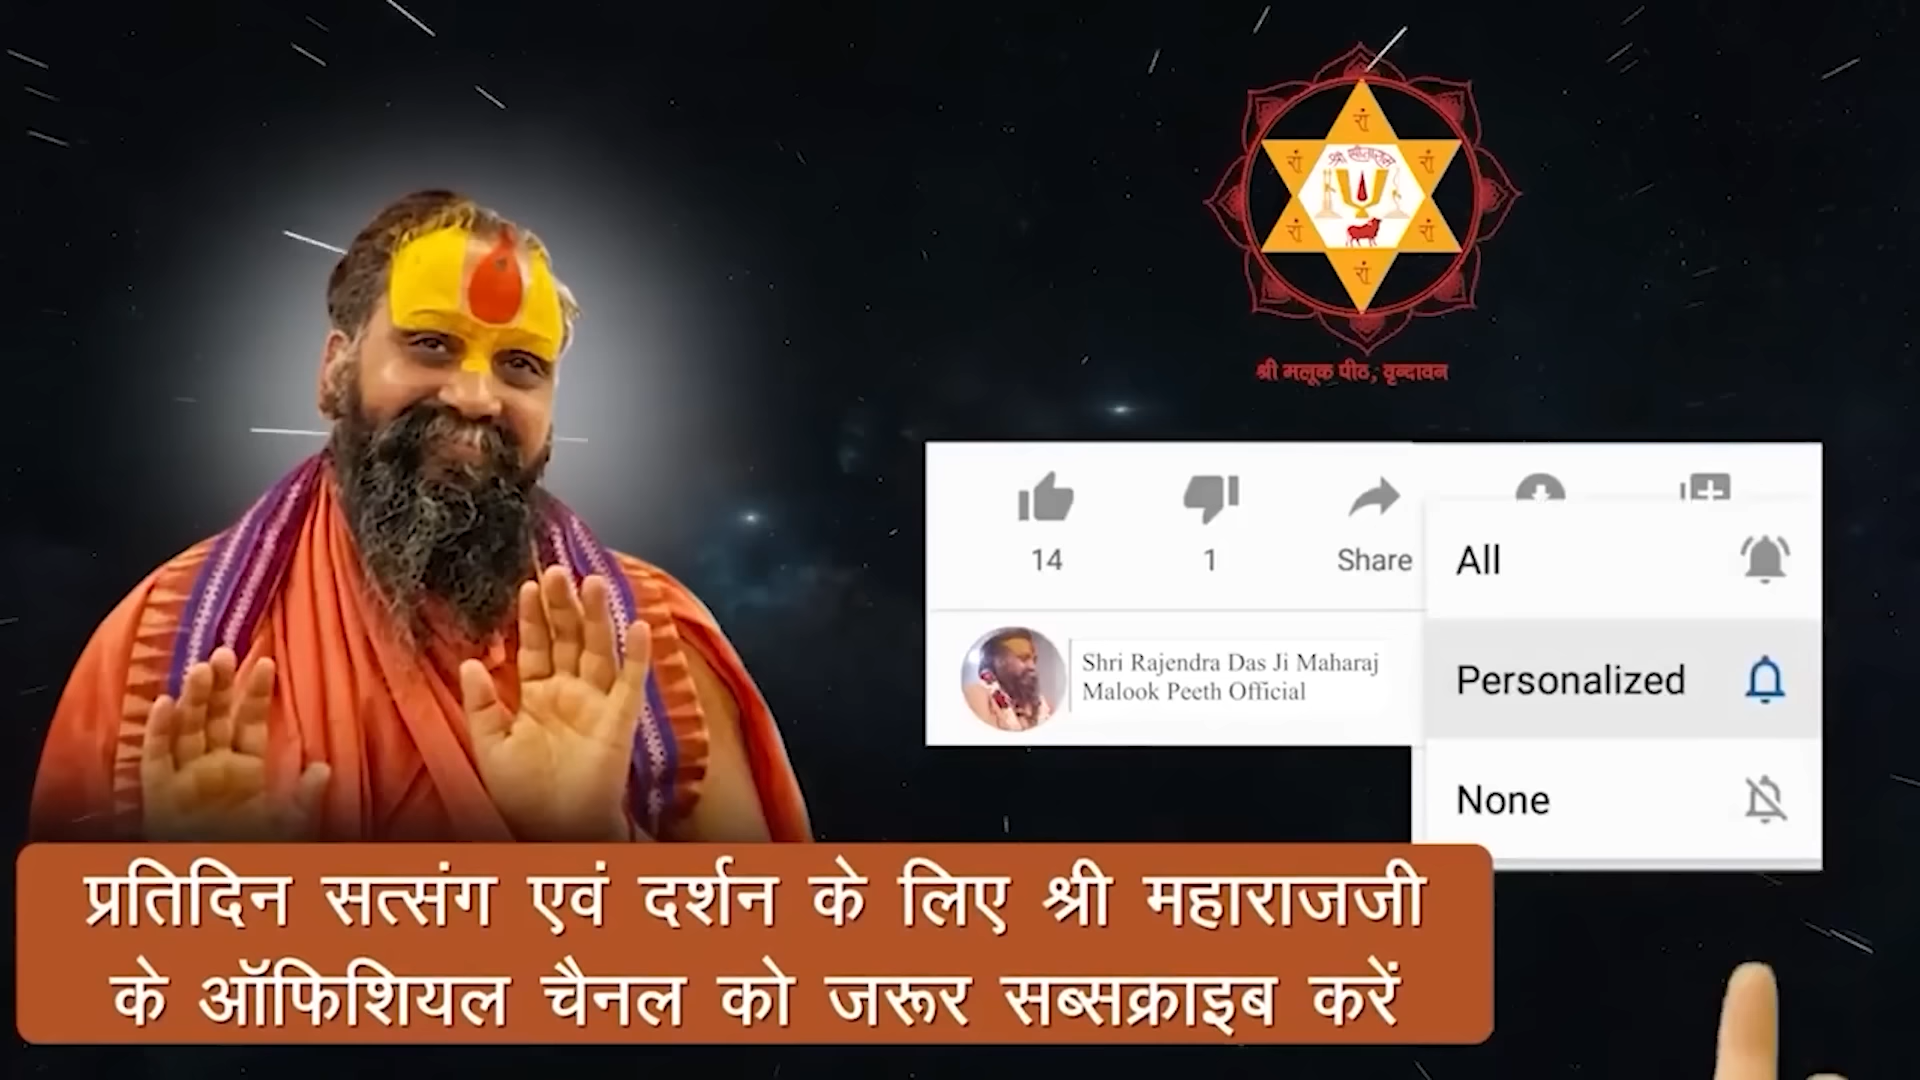 रां
रां
रां
श्री सीताराम
रां
रां
रां
श्री मलूक पीठ, वृन्दावन
14
1
Share
All
Personalized
None
Shri Rajendra Das Ji Maharaj
Malook Peeth Official
प्रतिदिन सत्संग एवं दर्शन के लिए श्री महाराजजी
के ऑफिशियल चैनल को जरूर सब्सक्राइब करें